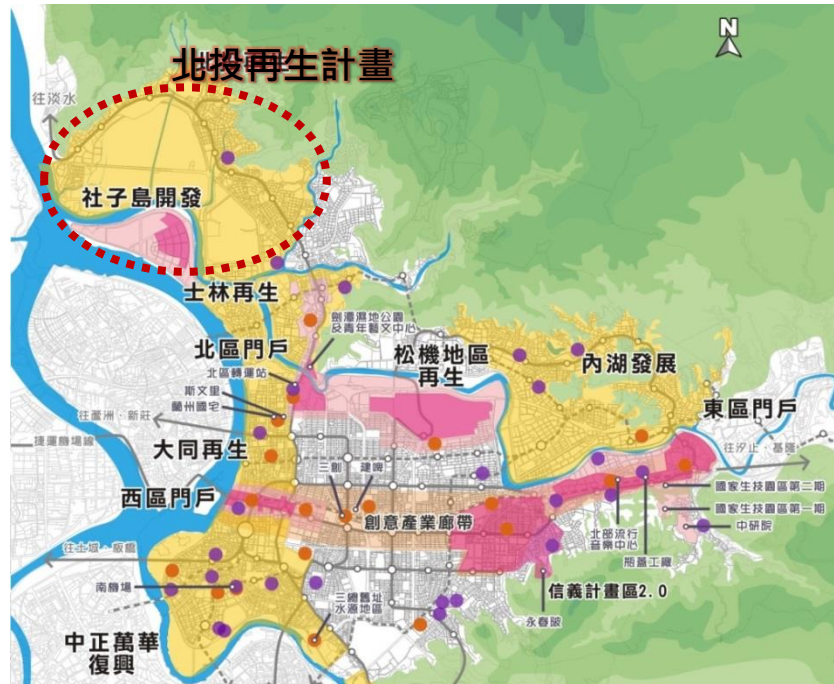 N
北投再生計畫
往淡水
社子島開發
士林再生
劍潭濕地公園
及青年藝文中心
北區門戶
松機地區
再生
內湖發展
北區轉運站
斯文里
蘭州國宅
東區門戶
往蘆洲、新莊
捷運機場線
大同再生
往汐止、基隆
三創
建啤
西區門戶
國家生技園區第二期
創意產業廊帶
國家生技園區第一期
北部流行
音樂中心
中研院
瓶蓋工廠
往土城、板橋
南機場
三總舊址
水源地區
信義計畫區2.0
永春陂
中正萬華
復興